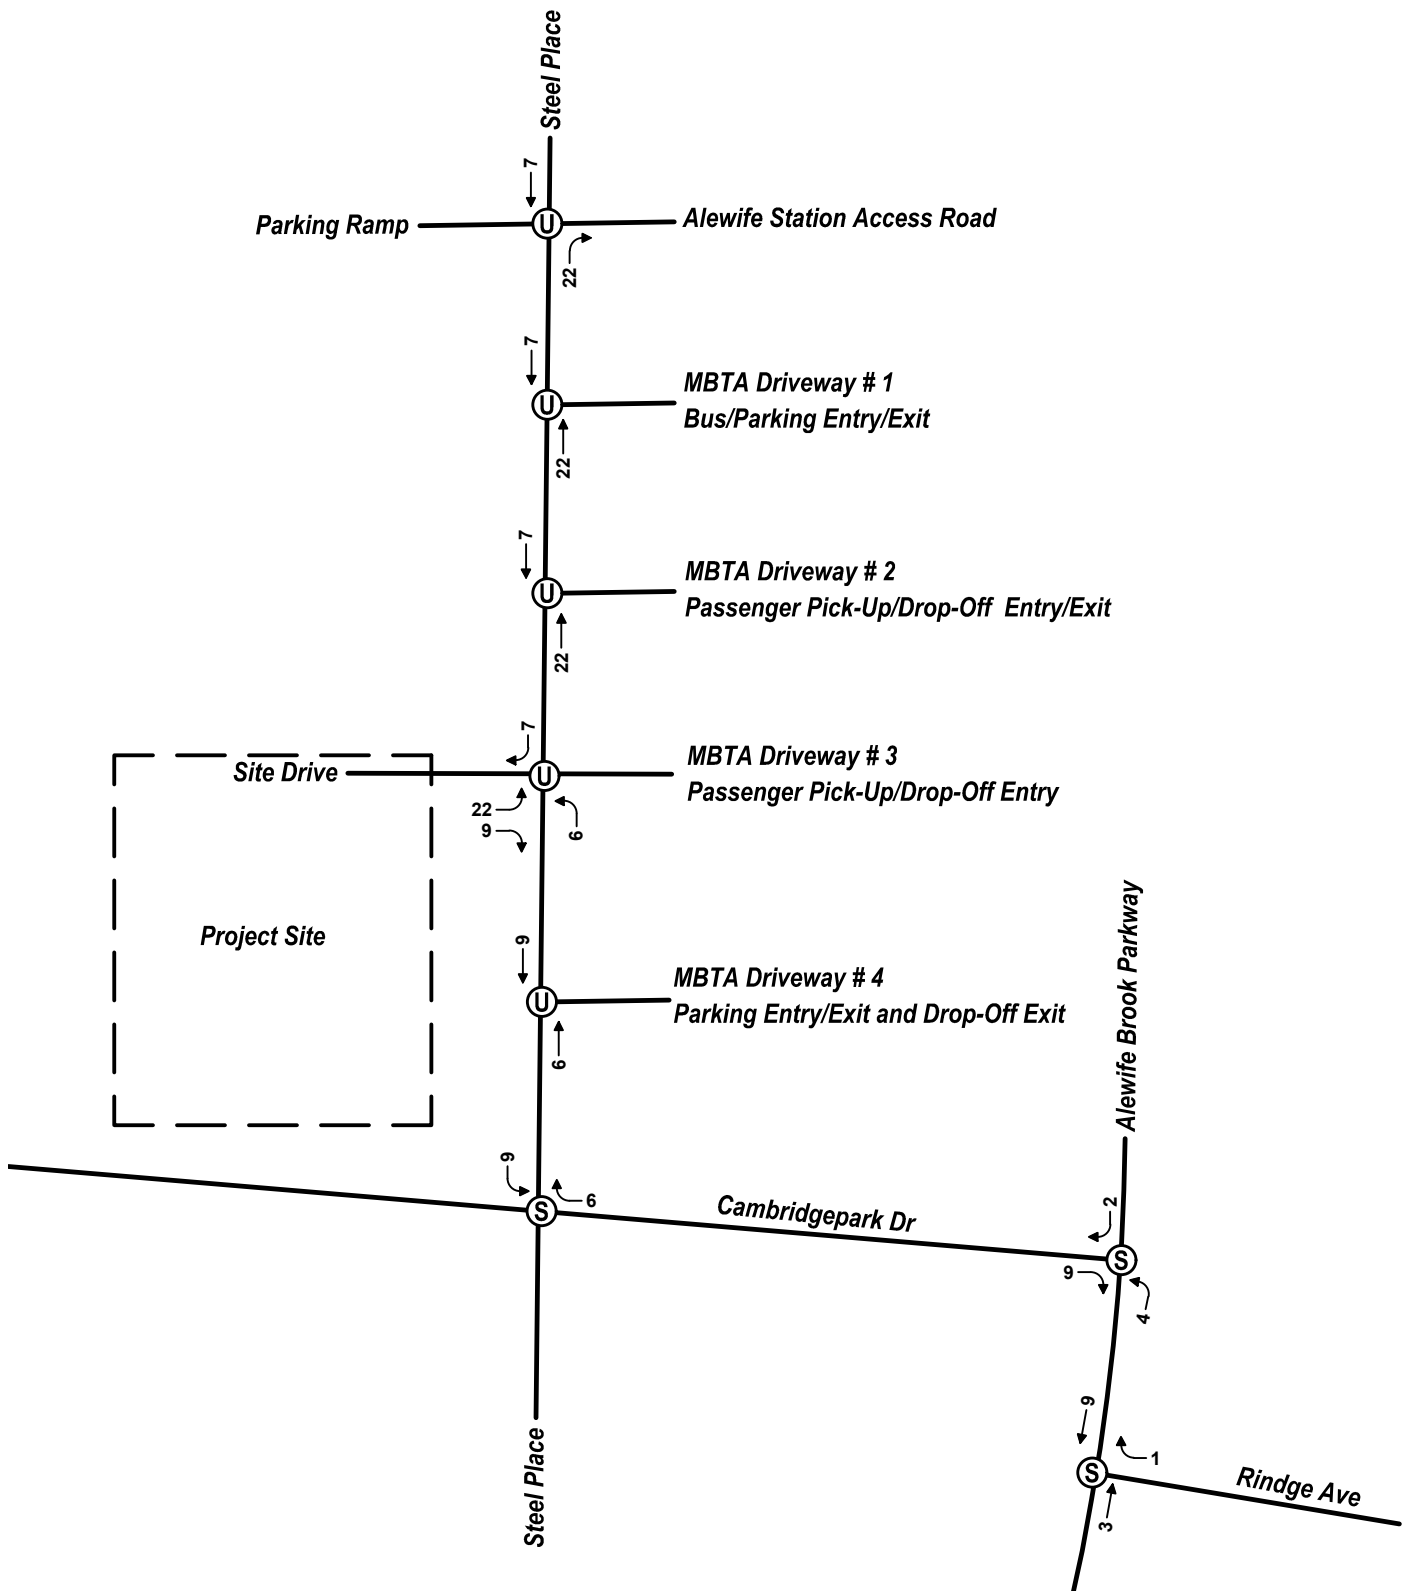 Steel Place
7
U
Parking Ramp
Alewife Station Access Road
22
7
U
MBTA Driveway # 1
Bus/Parking Entry/Exit
22
7
U
MBTA Driveway # 2
Passenger Pick-Up/Drop-Off Entry/Exit
22
7
Site Drive
U
MBTA Driveway # 3
Passenger Pick-Up/Drop-Off Entry
22
9
6
Project Site
9
U
MBTA Driveway # 4
Parking Entry/Exit and Drop-Off Exit
6
Alewife Brook Parkway
9
6
S
Cambridgepark Dr
2
S
9
4
Steel Place
9
1
S
3
Rindge Ave